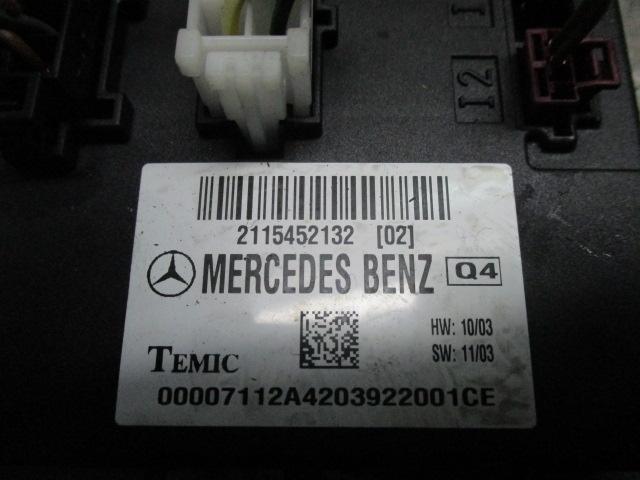 I
I2
2115452132 [02]
MERCEDES BENZ Q4
HW: 10/03
SW: 11/03
TEMIC
00007112A4203922001CE